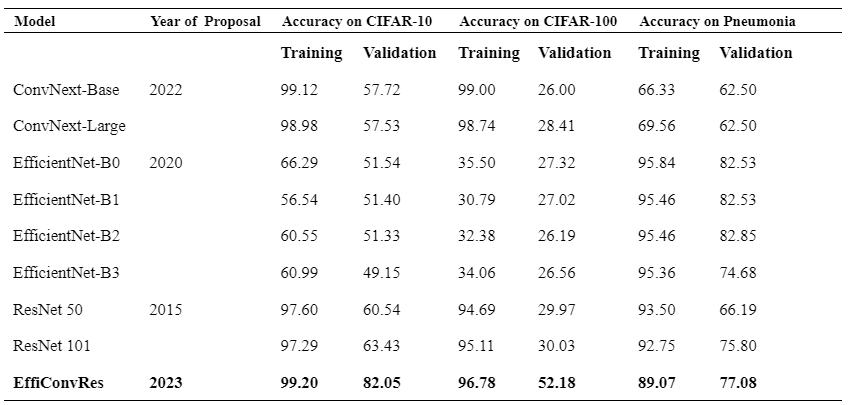 Model Year of Proposal Accuracy on CIFAR-10 Accuracy on CIFAR-100 Accuracy on Pneumonia
Training Validation Training Validation Training Validation
ConvNext-Base 2022 99.12 57.72 99.00 26.00 66.33 62.50
ConvNext-Large 98.98 57.53 98.74 28.41 69.56 62.50
EfficientNet-B0 2020 66.29 51.54 35.50 27.32 95.84 82.53
EfficientNet-B1 56.54 51.40 30.79 27.02 95.46 82.53
EfficientNet-B2 60.55 51.33 32.38 26.19 95.46 82.85
EfficientNet-B3 60.99 49.15 34.06 26.56 95.36 74.68
ResNet 50 2015 97.60 60.54 94.69 29.97 93.50 66.19
ResNet 101 97.29 63.43 95.11 30.03 92.75 75.80
EffiConvRes 2023 99.20 82.05 96.78 52.18 89.07 77.08